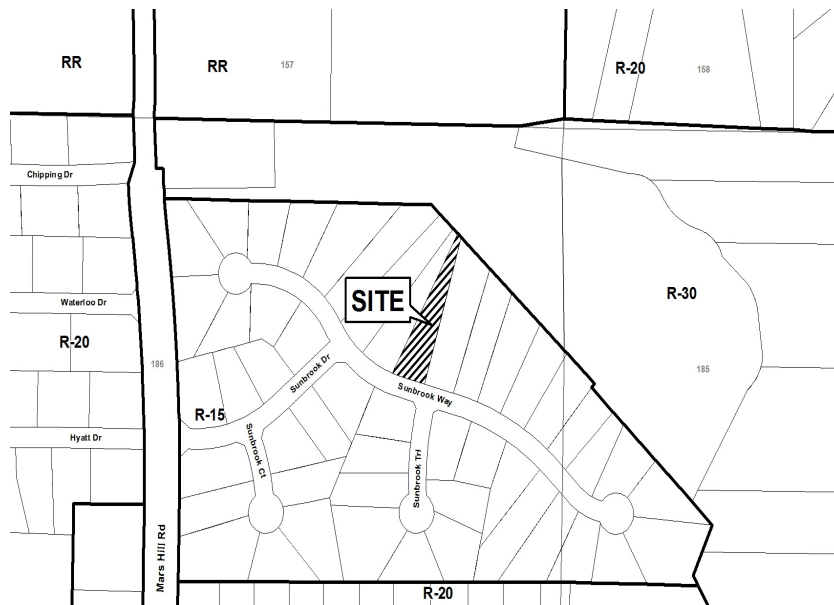 RR
RR
157
R-20
158
Chipping Dr
Waterloo Dr
SITE
R-30
R-20
186
Sunbrook Dr
185
Sunbrook Way
R-15
Hyatt Dr
Sunbrook Ct
Sunbrook Trl
Mars Hill Rd
R-20